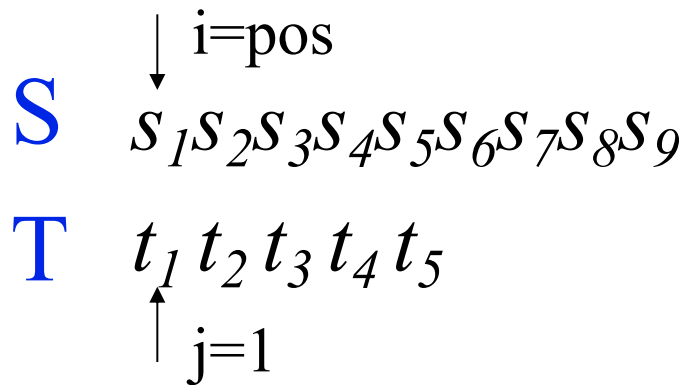 i=pos
S s₁s₂s₃s₄s₅s₆s₇s₈s₉
T t₁ t₂ t₃ t₄ t₅
j=1